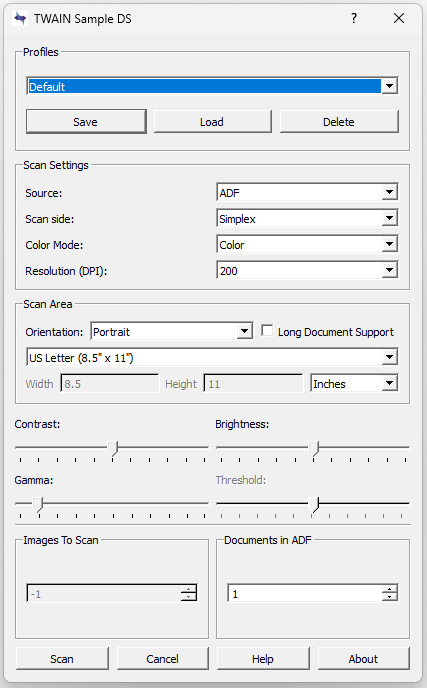 TWAIN Sample DS ?
Profiles
Default
Save Load Delete
Scan Settings
Source: ADF
Scan side: Simplex
Color Mode: Color
Resolution (DPI): 200
Scan Area
Orientation: Portrait Long Document Support
US Letter (8.5" x 11")
Width 8.5 Height 11 Inches
Contrast: Brightness:
Gamma: Threshold:
Images To Scan Documents in ADF
-1 1
Scan Cancel Help About